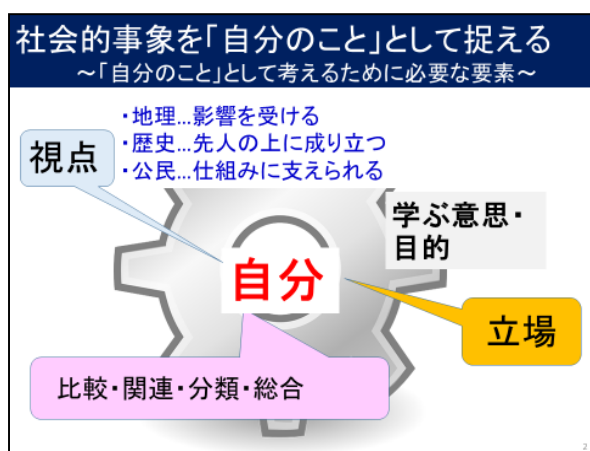 社会的事象を「自分のこと」として捉える
～「自分のこと」として考えるために必要な要素～
・地理...影響を受ける
・歴史...先人の上に成り立つ
・公民...仕組みに支えられる
視点
学ぶ意思・
目的
自分
立場
比較・関連・分類・総合
2